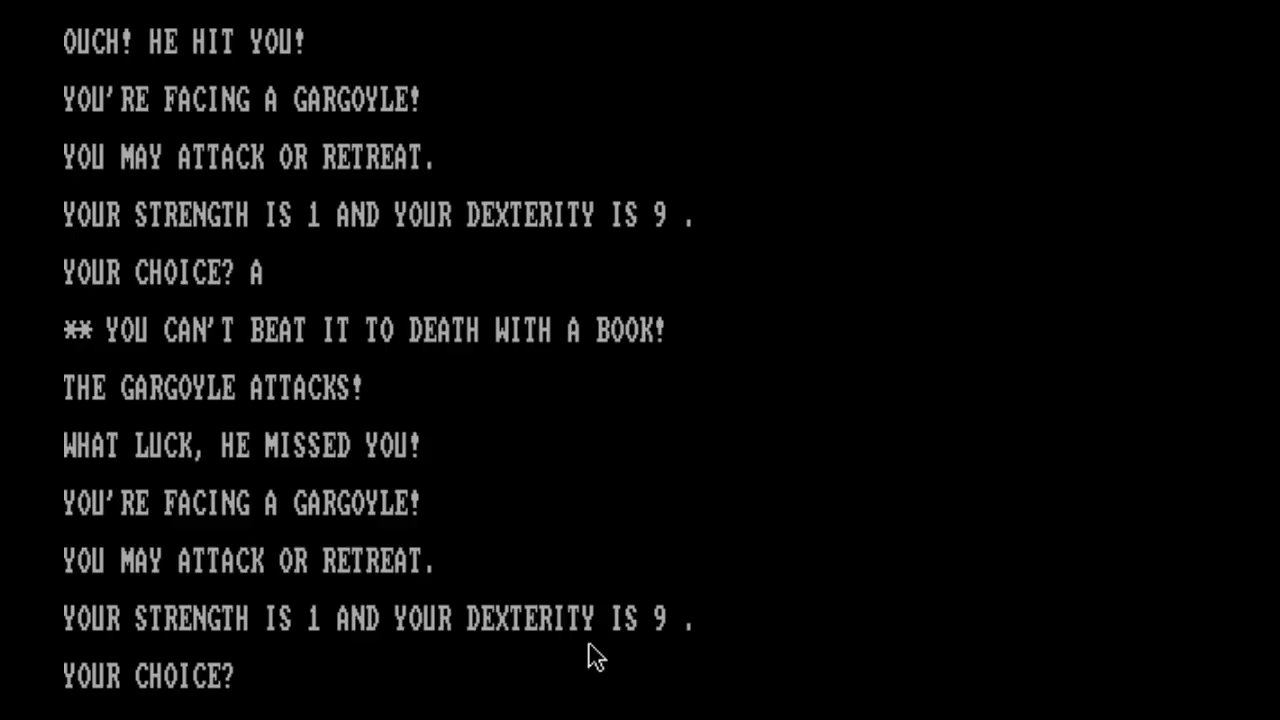 OUCH! HE HIT YOU!
YOU'RE FACING A GARGOYLE!
YOU MAY ATTACK OR RETREAT.
YOUR STRENGTH IS 1 AND YOUR DEXTERITY IS 9 .
YOUR CHOICE? A
** YOU CAN'T BEAT IT TO DEATH WITH A BOOK!
THE GARGOYLE ATTACKS!
WHAT LUCK, HE MISSED YOU!
YOU'RE FACING A GARGOYLE!
YOU MAY ATTACK OR RETREAT.
YOUR STRENGTH IS 1 AND YOUR DEXTERITY IS 9 .
YOUR CHOICE?